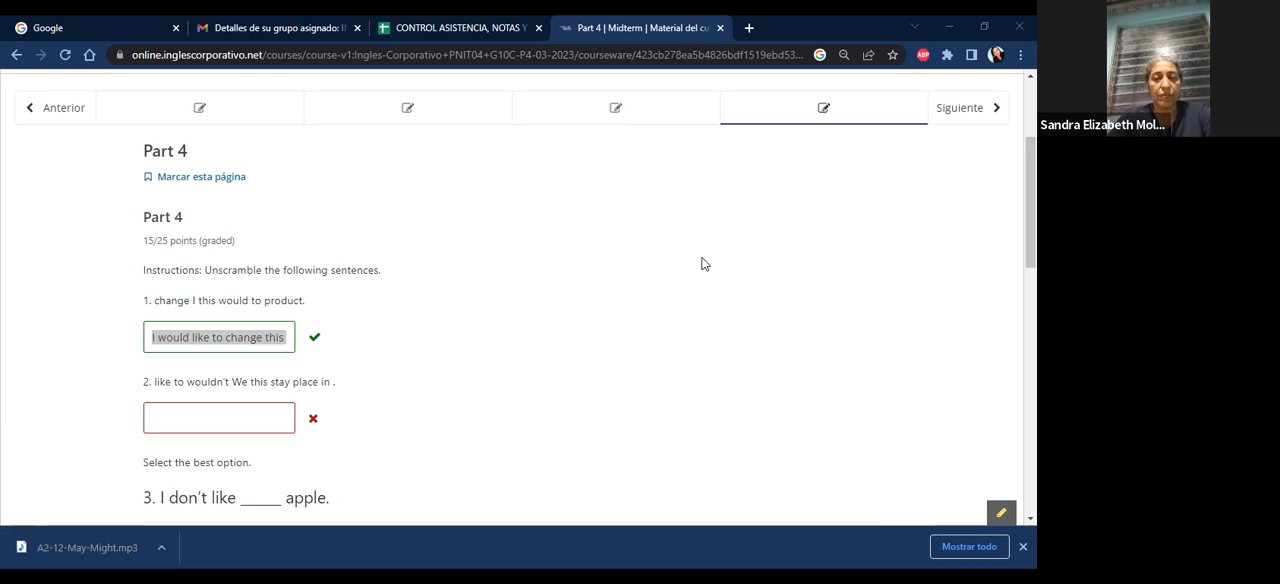 Google
Detalles de su grupo asignado: II
CONTROL ASISTENCIA, NOTAS Y
Part 4 | Midterm | Material del cu
online.inglescorporativo.net/courses/course-v1:Ingles-Corporativo+PNIT04+G10C-P4-03-2023/courseware/423cb278ea5b4826bdf1519ebd53...
ABP
Sandra Elizabeth Mol...
Anterior
Siguiente
Part 4
Marcar esta página
Part 4
15/25 points (graded)
Instructions: Unscramble the following sentences.
1. change I this would to product.
I would like to change this
2. like to wouldn't We this stay place in .
Select the best option.
3. I don't like _____ apple.
A2-12-May-Might.mp3
Mostrar todo